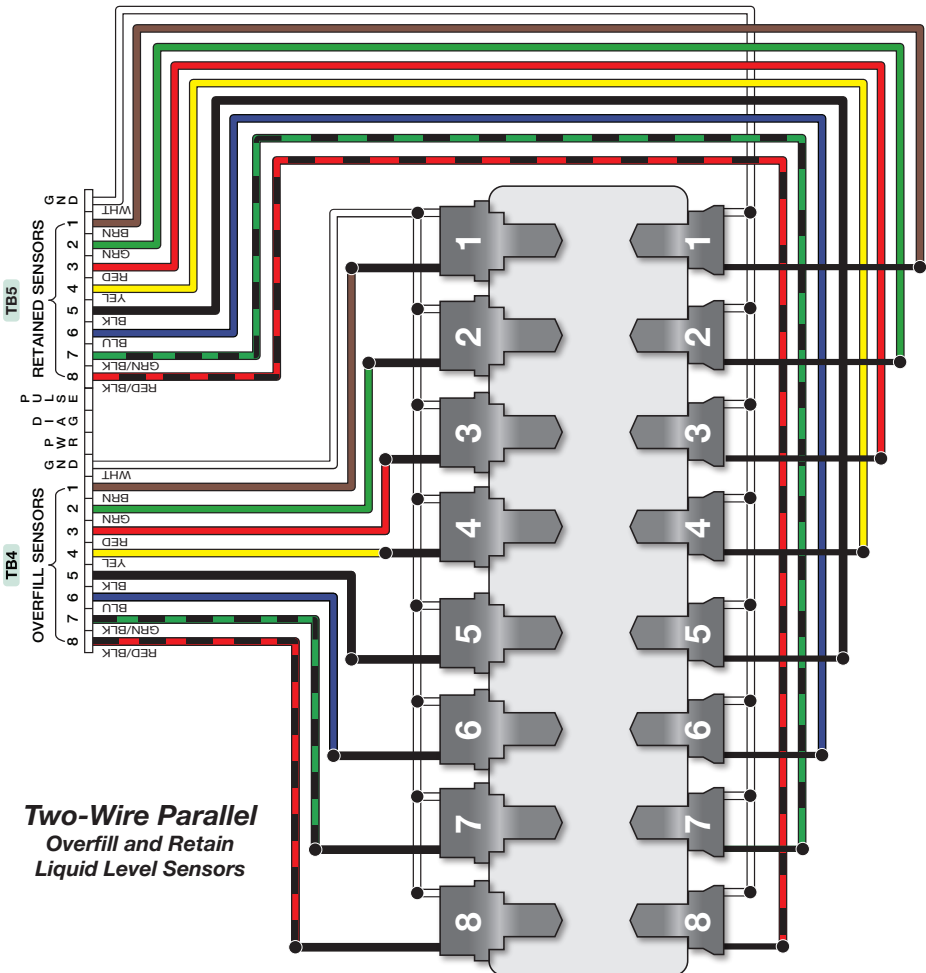 TB5
RETAINED SENSORS
GND
1
2
3
4
5
6
7
8
WHT
BRN
GRN
RED
YEL
BLK
BLU
GRN/BLK
RED/BLK
PULSE
DIAG
PWR
GND
TB4
OVERFILL SENSORS
1
2
3
4
5
6
7
8
WHT
BRN
GRN
RED
YEL
BLK
BLU
GRN/BLK
RED/BLK
1
2
3
4
5
6
7
8
1
2
3
4
5
6
7
8
Two-Wire Parallel
Overfill and Retain
Liquid Level Sensors